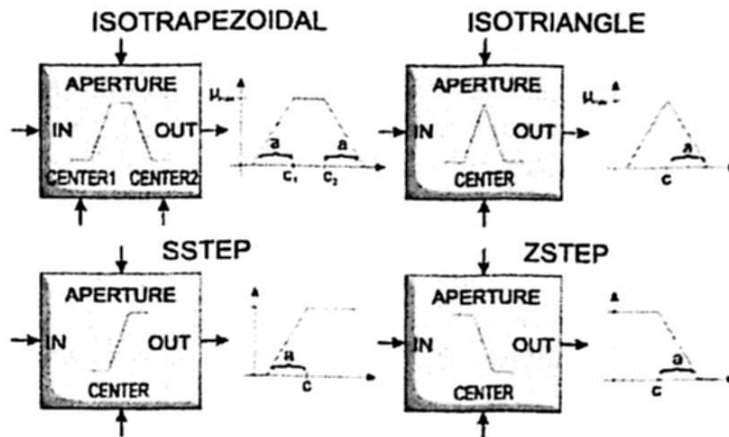 ISOTRAPEZOIDAL
APERTURE
IN OUT
CENTER1 CENTER2
a a
c₁ c₂
ISOTRIANGLE
APERTURE
IN OUT
CENTER
a
c
SSTEP
APERTURE
IN OUT
CENTER
a
c
ZSTEP
APERTURE
IN OUT
CENTER
a
c